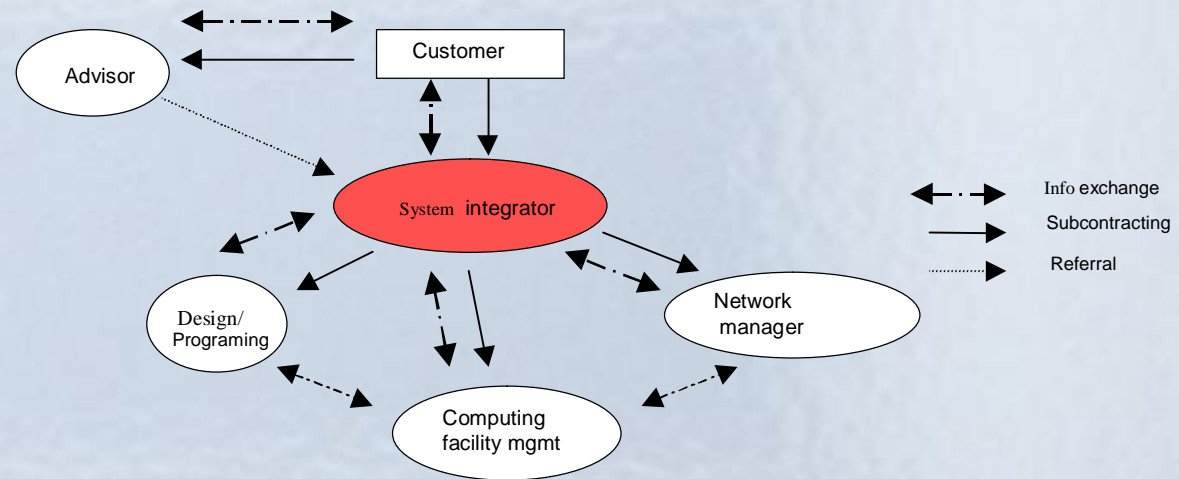 Customer
Advisor
System integrator
Info exchange
Subcontracting
Referral
Design/
Programing
Network
manager
Computing
facility mgmt